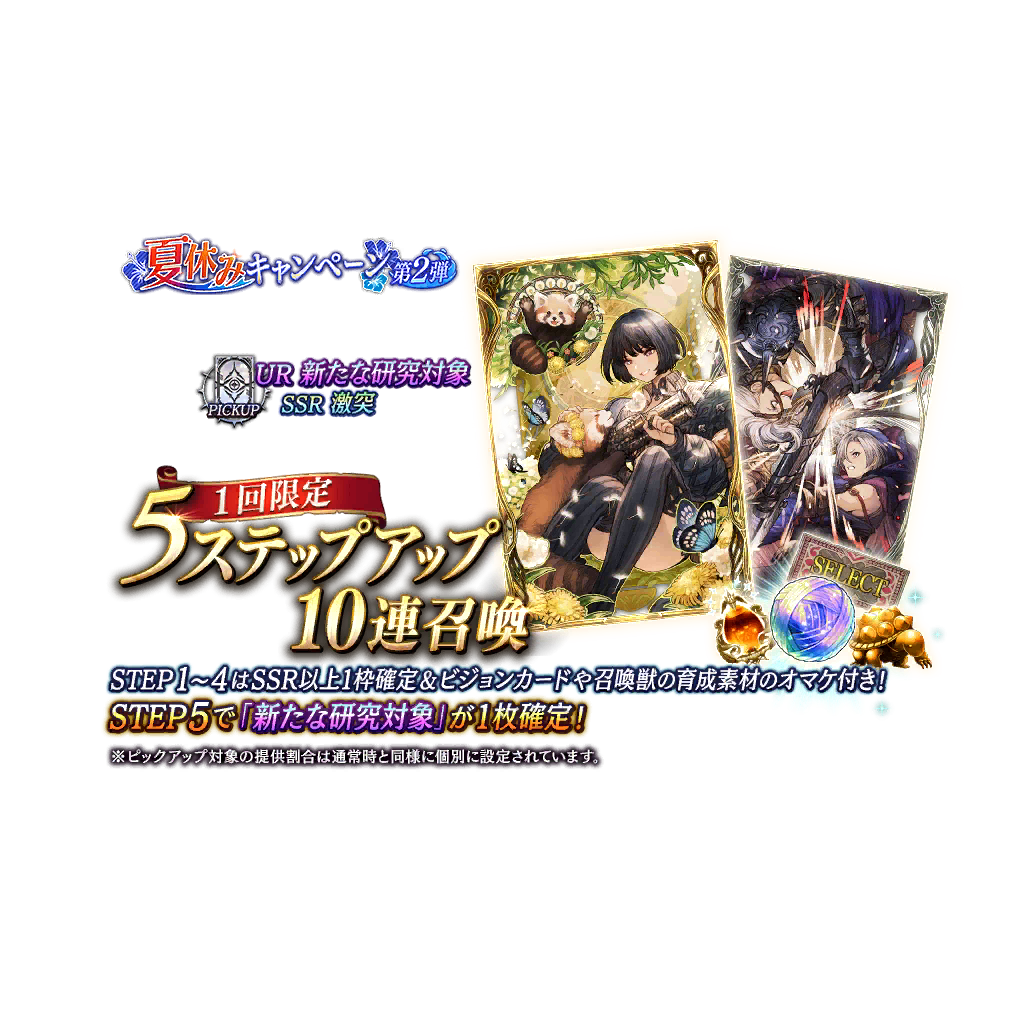 夏休みキャンペーン第2弾
PICKUP
UR 新たな研究対象
SSR 激突
1回限定
5ステップアップ
10連召喚
SELECT
STEP1～4はSSR以上1枠確定＆ビジョンカードや召喚獣の育成素材のオマケ付き！
STEP5で「新たな研究対象」が1枚確定！
※ピックアップ対象の提供割合は通常時と同様に個別に設定されています。